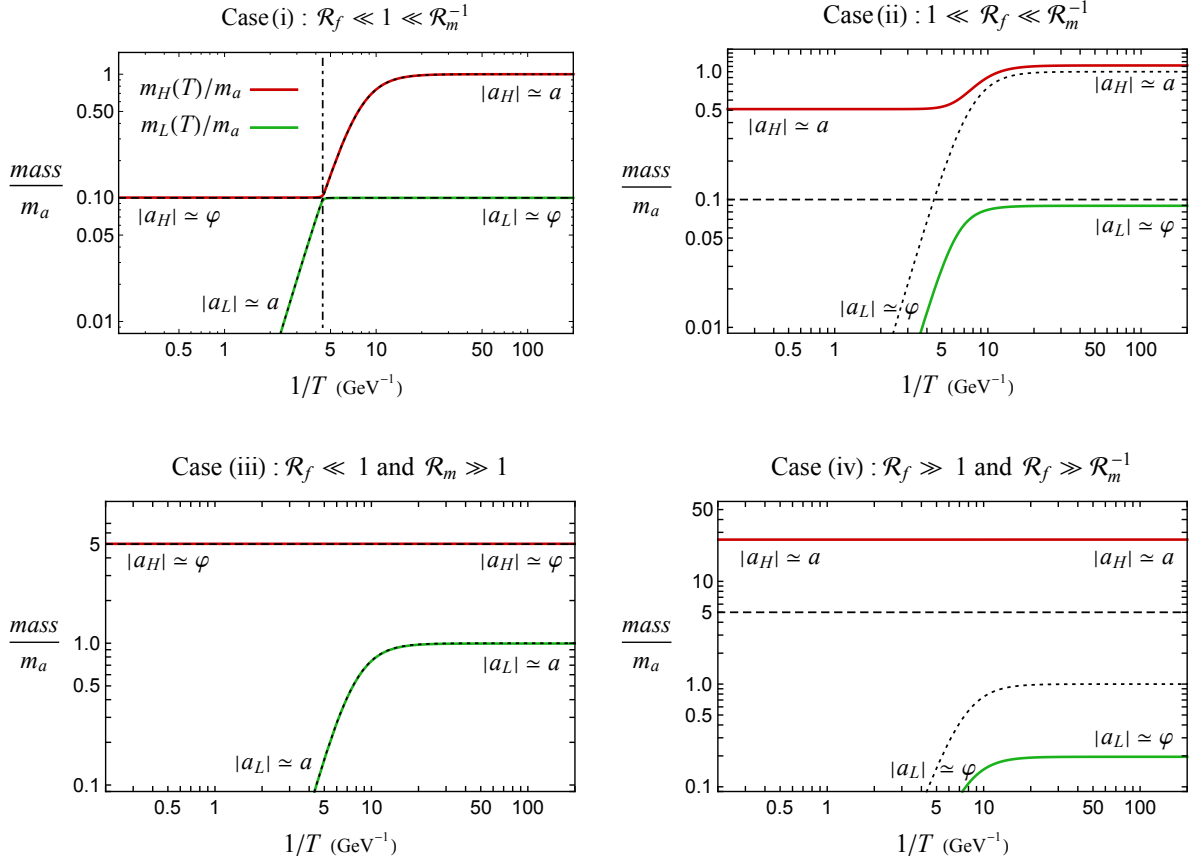 Case (i) : ℛ_f ≪ 1 ≪ ℛ_m^{-1}
1
0.50
0.10
0.05
0.01
mass/m_a
m_H(T)/m_a
m_L(T)/m_a
|a_H| ≃ a
|a_H| ≃ φ
|a_L| ≃ φ
|a_L| ≃ a
0.5 1 5 10 50 100
1/T (GeV⁻¹)
Case (ii) : 1 ≪ ℛ_f ≪ ℛ_m^{-1}
1.0
0.5
0.1
0.05
0.01
mass/m_a
|a_H| ≃ a
|a_H| ≃ a
|a_L| ≃ φ
|a_L| ≃ φ
0.5 1 5 10 50 100
1/T (GeV⁻¹)
Case (iii) : ℛ_f ≪ 1 and ℛ_m ≫ 1
5
1.0
0.5
0.1
mass/m_a
|a_H| ≃ φ
|a_H| ≃ φ
|a_L| ≃ a
|a_L| ≃ a
0.5 1 5 10 50 100
1/T (GeV⁻¹)
Case (iv) : ℛ_f ≫ 1 and ℛ_f ≫ ℛ_m^{-1}
50
10
5
1.0
0.5
0.1
mass/m_a
|a_H| ≃ a
|a_H| ≃ a
|a_L| ≃ φ
|a_L| ≃ φ
0.5 1 5 10 50 100
1/T (GeV⁻¹)